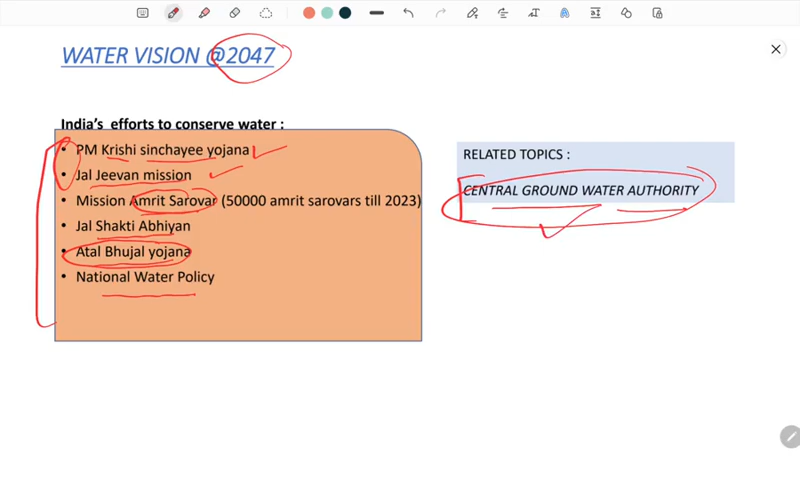 WATER VISION @2047
India's efforts to conserve water :
• PM Krishi sinchayee yojana
• Jal Jeevan mission
• Mission Amrit Sarovar (50000 amrit sarovars till 2023)
• Jal Shakti Abhiyan
• Atal Bhujal yojana
• National Water Policy
RELATED TOPICS :
CENTRAL GROUND WATER AUTHORITY